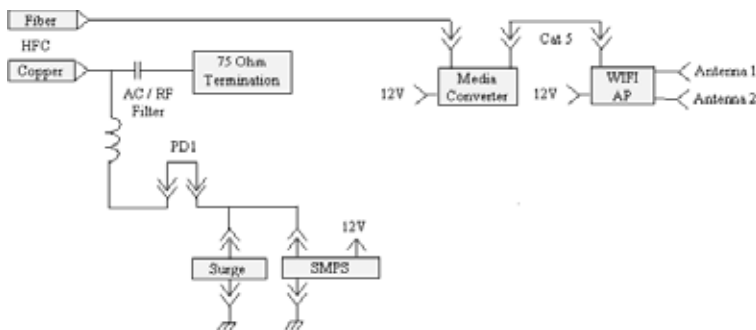 Fiber
HFC
Copper
75 Ohm
Termination
AC / RF
Filter
PD1
Surge
SMPS
12V
12V
Media
Converter
Cat 5
12V
WIFI
AP
Antenna 1
Antenna 2